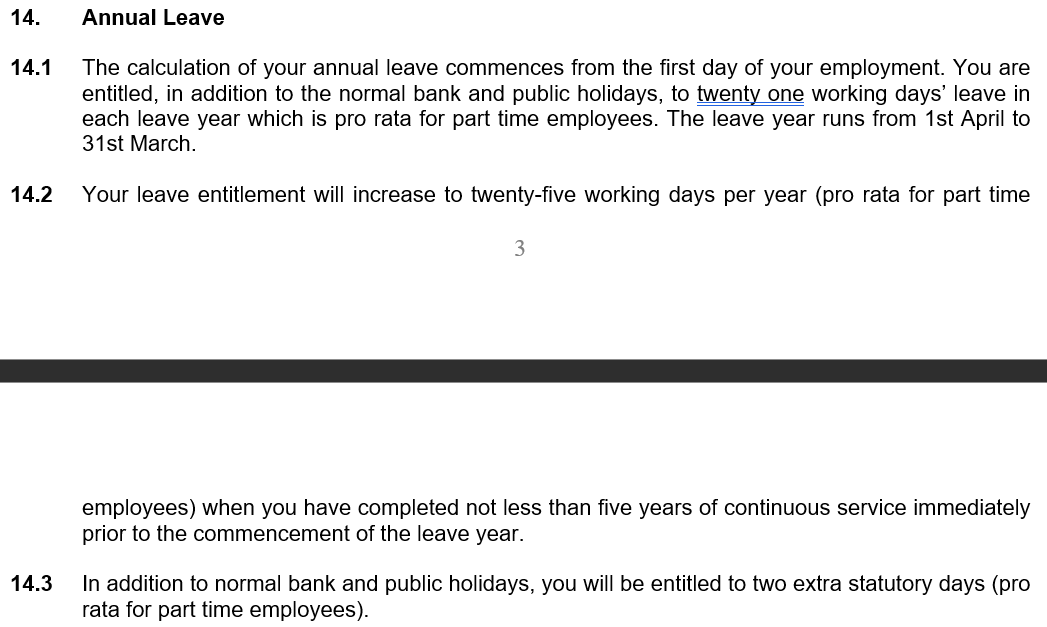 14. Annual Leave
14.1 The calculation of your annual leave commences from the first day of your employment. You are
entitled, in addition to the normal bank and public holidays, to twenty one working days’ leave in
each leave year which is pro rata for part time employees. The leave year runs from 1st April to
31st March.
14.2 Your leave entitlement will increase to twenty-five working days per year (pro rata for part time
3
employees) when you have completed not less than five years of continuous service immediately
prior to the commencement of the leave year.
14.3 In addition to normal bank and public holidays, you will be entitled to two extra statutory days (pro
rata for part time employees).